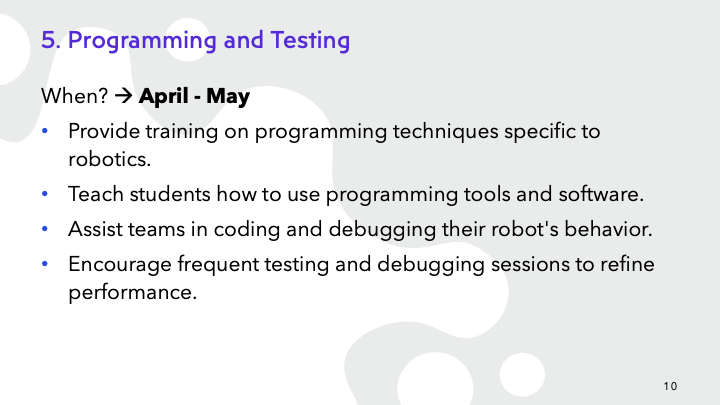 5. Programming and Testing
When? → April - May
• Provide training on programming techniques specific to
robotics.
• Teach students how to use programming tools and software.
• Assist teams in coding and debugging their robot's behavior.
• Encourage frequent testing and debugging sessions to refine
performance.
10